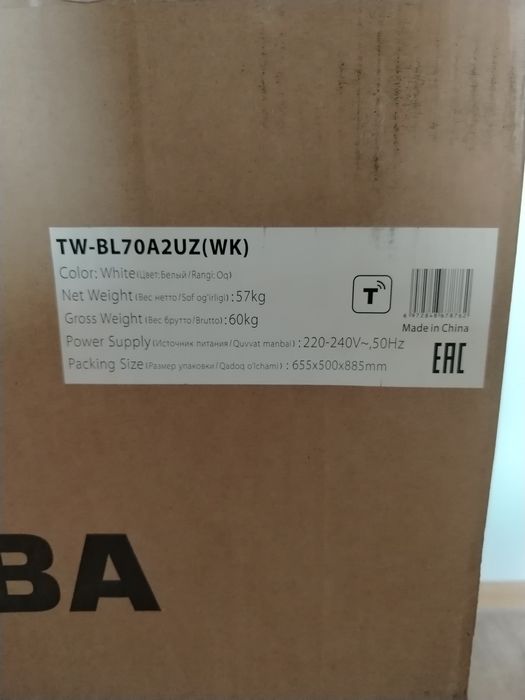 TW-BL70A2UZ(WK)
Color: White(Цвет:Белый/Rangi: Oq)
Net Weight(Вес нетто/Sof og'irligi):57kg
Gross Weight(Вес брутто/Brutto):60kg
Power Supply(Источник питания/Quvvat manbai):220-240V~,50Hz
Packing Size(Размер упаковки/Qadoq o'lchami): 655x500x885mm
T
Made in China
EAC
BA